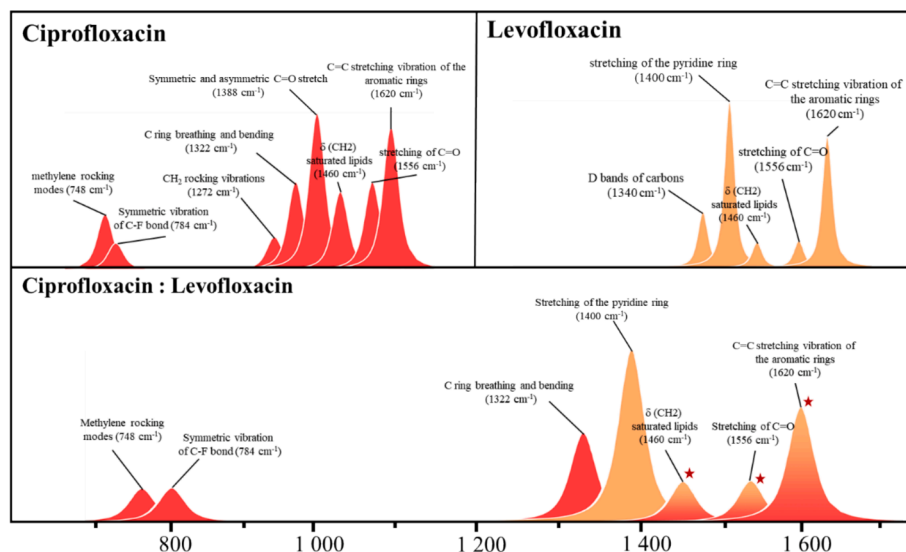 Ciprofloxacin
Symmetric and asymmetric C=O stretch
(1388 cm-1)
C=C stretching vibration of the
aromatic rings
(1620 cm-1)
C ring breathing and bending
(1322 cm-1)
δ (CH2)
saturated lipids
(1460 cm-1)
stretching of C=O
(1556 cm-1)
methylene rocking
modes (748 cm-1)
CH2 rocking vibrations
(1272 cm-1)
Symmetric vibration
of C-F bond (784 cm-1)
Levofloxacin
stretching of the pyridine ring
(1400 cm-1)
C=C stretching vibration of
the aromatic rings
(1620 cm-1)
stretching of C=O
(1556 cm-1)
D bands of carbons
(1340 cm-1)
δ (CH2)
saturated lipids
(1460 cm-1)
Ciprofloxacin : Levofloxacin
Stretching of the pyridine ring
(1400 cm-1)
C=C stretching vibration of
the aromatic rings
(1620 cm-1)
C ring breathing and bending
(1322 cm-1)
δ (CH2)
saturated lipids
(1460 cm-1)
Stretching of C=O
(1556 cm-1)
Methylene rocking
modes (748 cm-1)
Symmetric vibration
of C-F bond (784 cm-1)
800 1 000 1 200 1 400 1 600